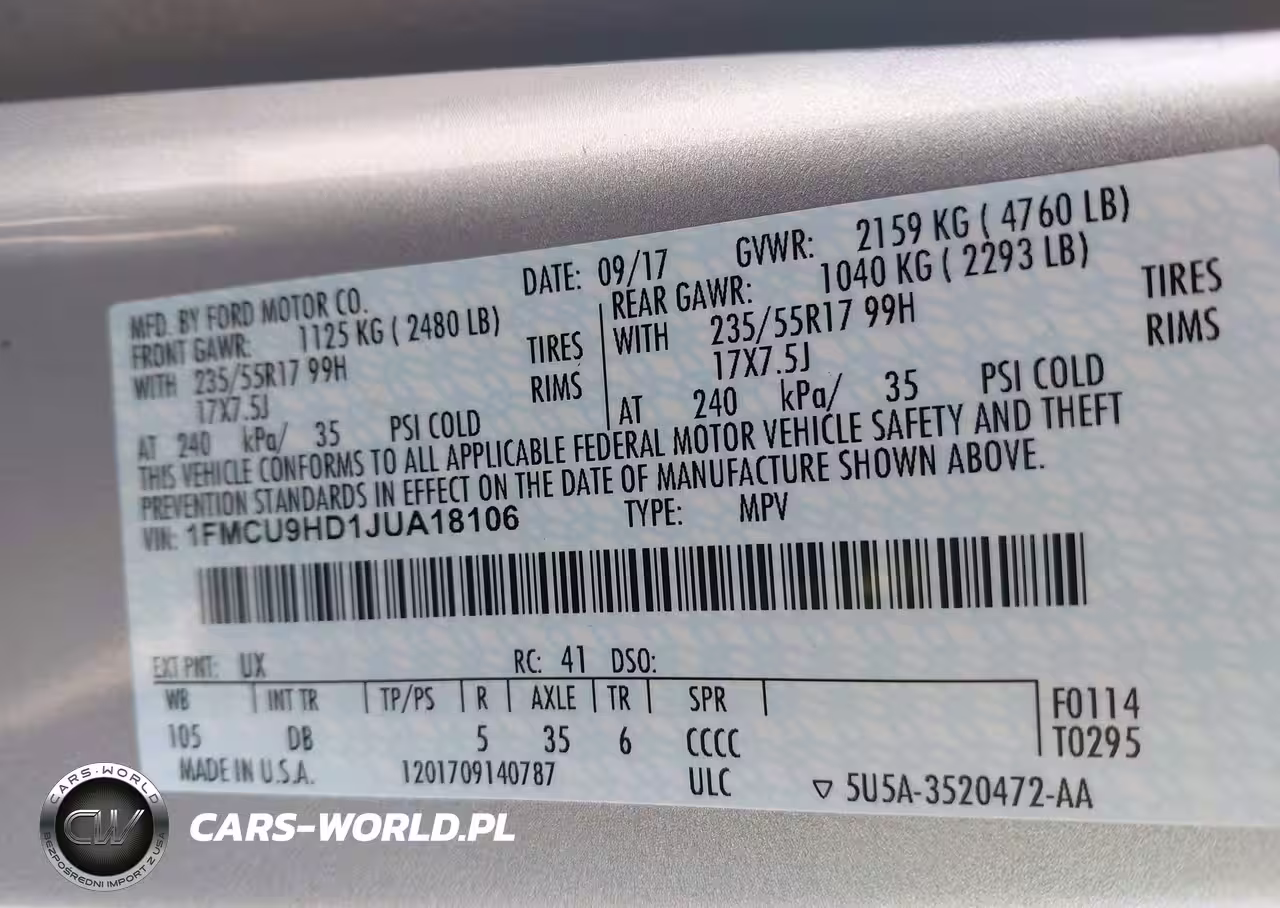 MFD. BY FORD MOTOR CO. DATE: 09/17 GVWR: 2159 KG ( 4760 LB)
FRONT GAWR: 1125 KG ( 2480 LB) REAR GAWR: 1040 KG ( 2293 LB)
WITH 235/55R17 99H TIRES WITH 235/55R17 99H TIRES
17X7.5J RIMS 17X7.5J RIMS
AT 240 kPa/ 35 PSI COLD AT 240 kPa/ 35 PSI COLD
THIS VEHICLE CONFORMS TO ALL APPLICABLE FEDERAL MOTOR VEHICLE SAFETY AND THEFT
PREVENTION STANDARDS IN EFFECT ON THE DATE OF MANUFACTURE SHOWN ABOVE.
VIN: 1FMCU9HD1JUA18106 TYPE: MPV
EXT PNT: UX RC: 41 DSO:
WB INT TR TP/PS R AXLE TR SPR F0114
105 DB 5 35 6 CCCC T0295
MADE IN U.S.A. 1201709140787 ULC ▽ 5U5A-3520472-AA
CARS-WORLD
CW
BEZPOŚREDNI IMPORT Z USA
CARS-WORLD.PL